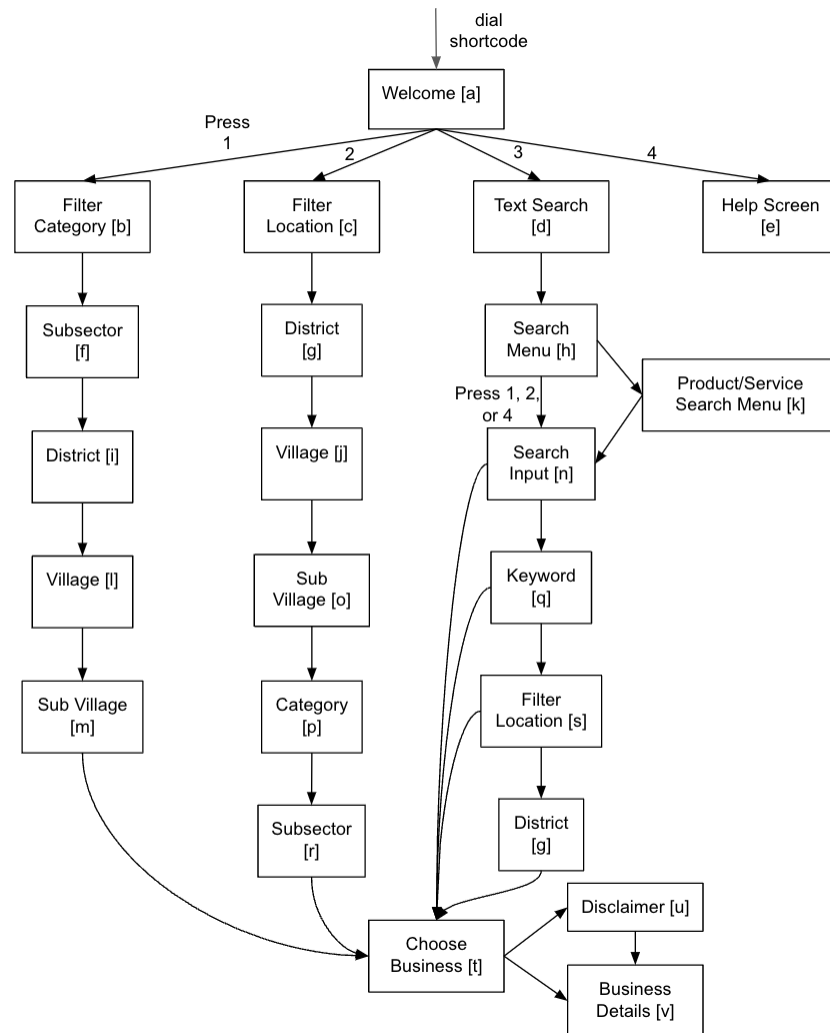 dial
shortcode
Welcome [a]
Press
1
2
3
4
Filter
Category [b]
Filter
Location [c]
Text Search
[d]
Help Screen
[e]
Subsector
[f]
District
[g]
Search
Menu [h]
Product/Service
Search Menu [k]
Press 1, 2,
or 4
District [i]
Village [j]
Search
Input [n]
Village [l]
Sub
Village [o]
Keyword
[q]
Sub Village
[m]
Category
[p]
Filter
Location [s]
Subsector
[r]
District
[g]
Disclaimer [u]
Choose
Business [t]
Business
Details [v]